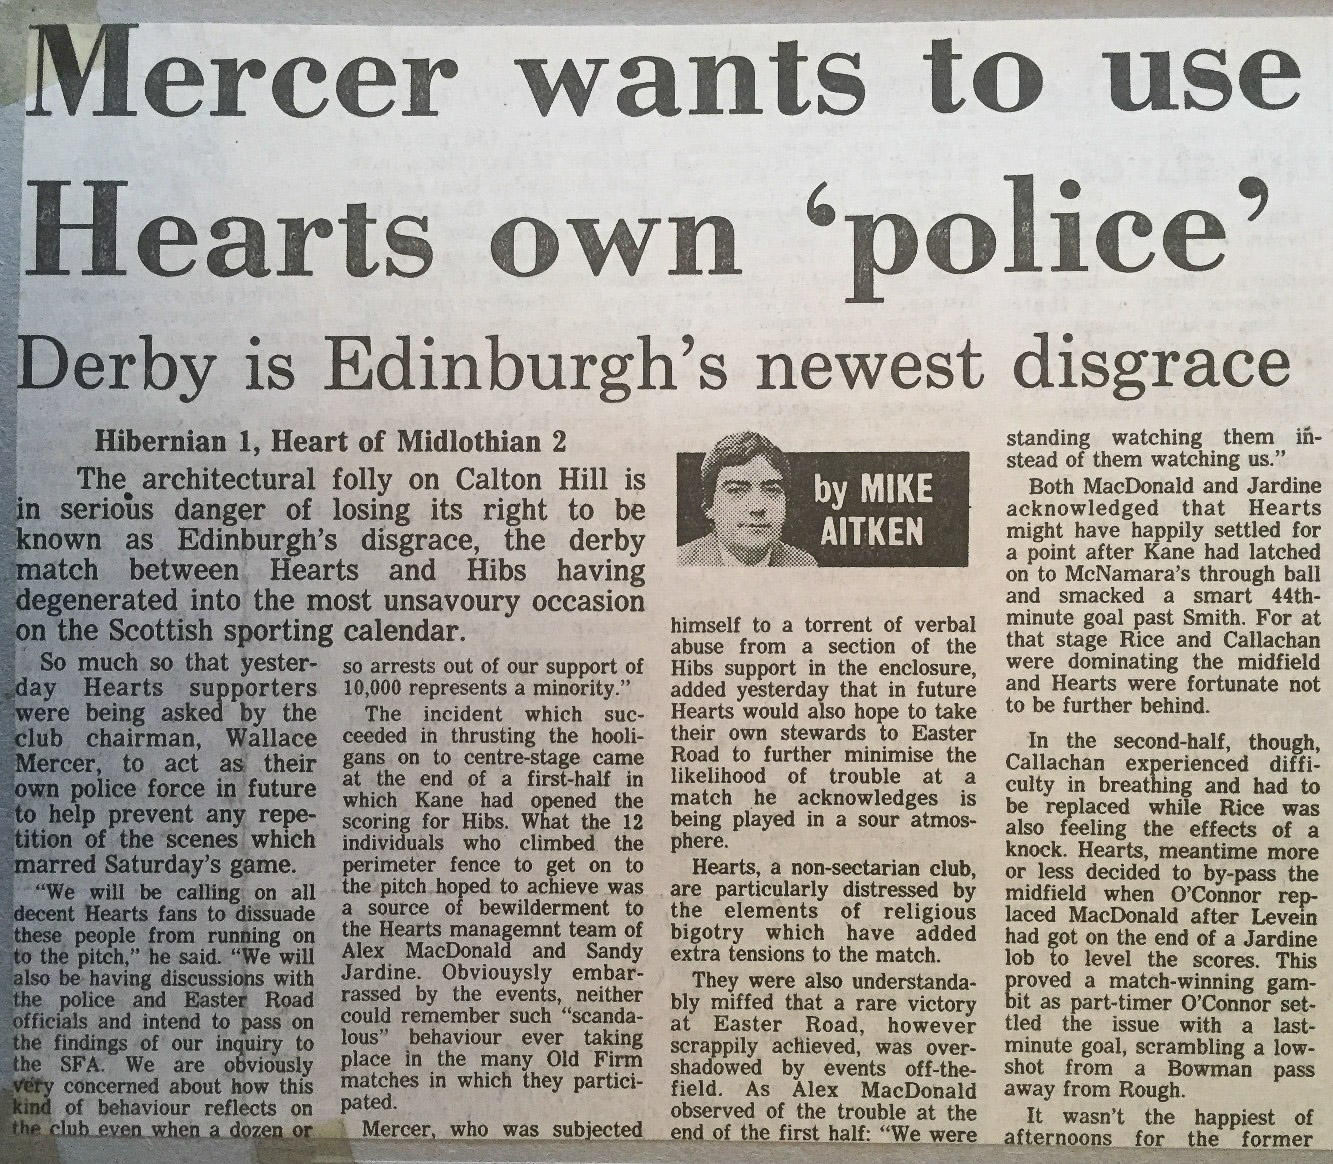 Mercer wants to use
Hearts own ‘police’
Derby is Edinburgh’s newest disgrace
Hibernian 1, Heart of Midlothian 2
The architectural folly on Calton Hill is
in serious danger of losing its right to be
known as Edinburgh’s disgrace, the derby
match between Hearts and Hibs having
degenerated into the most unsavoury occasion
on the Scottish sporting calendar.
So much so that yester-
day Hearts supporters
were being asked by the
club chairman, Wallace
Mercer, to act as their
own police force in future
to help prevent any repe-
tition of the scenes which
marred Saturday’s game.
“We will be calling on all
decent Hearts fans to dissuade
these people from running on
to the pitch,” he said. “We will
also be having discussions with
the police and Easter Road
officials and intend to pass on
the findings of our inquiry to
the SFA. We are obviously
very concerned about how this
kind of behaviour reflects on
the club even when a dozen or
so arrests out of our support of
10,000 represents a minority.”
The incident which suc-
ceeded in thrusting the hooli-
gans on to centre-stage came
at the end of a first-half in
which Kane had opened the
scoring for Hibs. What the 12
individuals who climbed the
perimeter fence to get on to
the pitch hoped to achieve was
a source of bewilderment to
the Hearts managemnt team of
Alex MacDonald and Sandy
Jardine. Obviouysly embar-
rassed by the events, neither
could remember such “scanda-
lous” behaviour ever taking
place in the many Old Firm
matches in which they partici-
pated.
Mercer, who was subjected
by MIKE
AITKEN
himself to a torrent of verbal
abuse from a section of the
Hibs support in the enclosure,
added yesterday that in future
Hearts would also hope to take
their own stewards to Easter
Road to further minimise the
likelihood of trouble at a
match he acknowledges is
being played in a sour atmos-
phere.
Hearts, a non-sectarian club,
are particularly distressed by
the elements of religious
bigotry which have added
extra tensions to the match.
They were also understanda-
bly miffed that a rare victory
at Easter Road, however
scrappily achieved, was over-
shadowed by events off-the-
field. As Alex MacDonald
observed of the trouble at the
end of the first half: “We were
standing watching them in-
stead of them watching us.”
Both MacDonald and Jardine
acknowledged that Hearts
might have happily settled for
a point after Kane had latched
on to McNamara’s through ball
and smacked a smart 44th-
minute goal past Smith. For at
that stage Rice and Callachan
were dominating the midfield
and Hearts were fortunate not
to be further behind.
In the second-half, though,
Callachan experienced diffi-
culty in breathing and had to
be replaced while Rice was
also feeling the effects of a
knock. Hearts, meantime more
or less decided to by-pass the
midfield when O’Connor rep-
laced MacDonald after Levein
had got on the end of a Jardine
lob to level the scores. This
proved a match-winning gam-
bit as part-timer O’Connor set-
tled the issue with a last-
minute goal, scrambling a low-
shot from a Bowman pass
away from Rough.
It wasn’t the happiest of
afternoons for the former